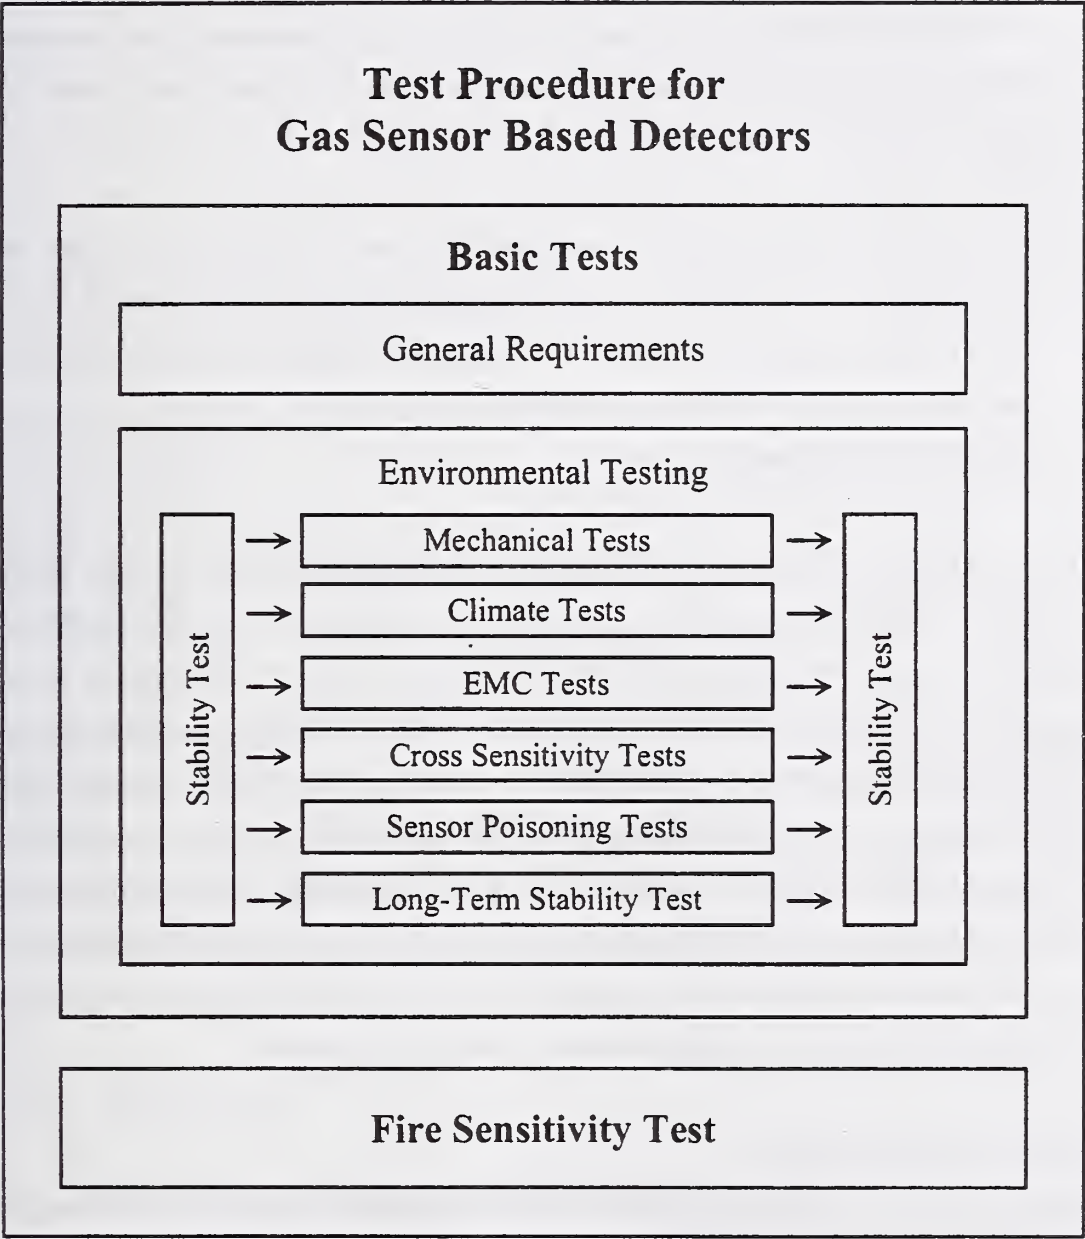 Test Procedure for
Gas Sensor Based Detectors
Basic Tests
General Requirements
Environmental Testing
Stability Test
Mechanical Tests
Climate Tests
EMC Tests
Cross Sensitivity Tests
Sensor Poisoning Tests
Long-Term Stability Test
Stability Test
Fire Sensitivity Test